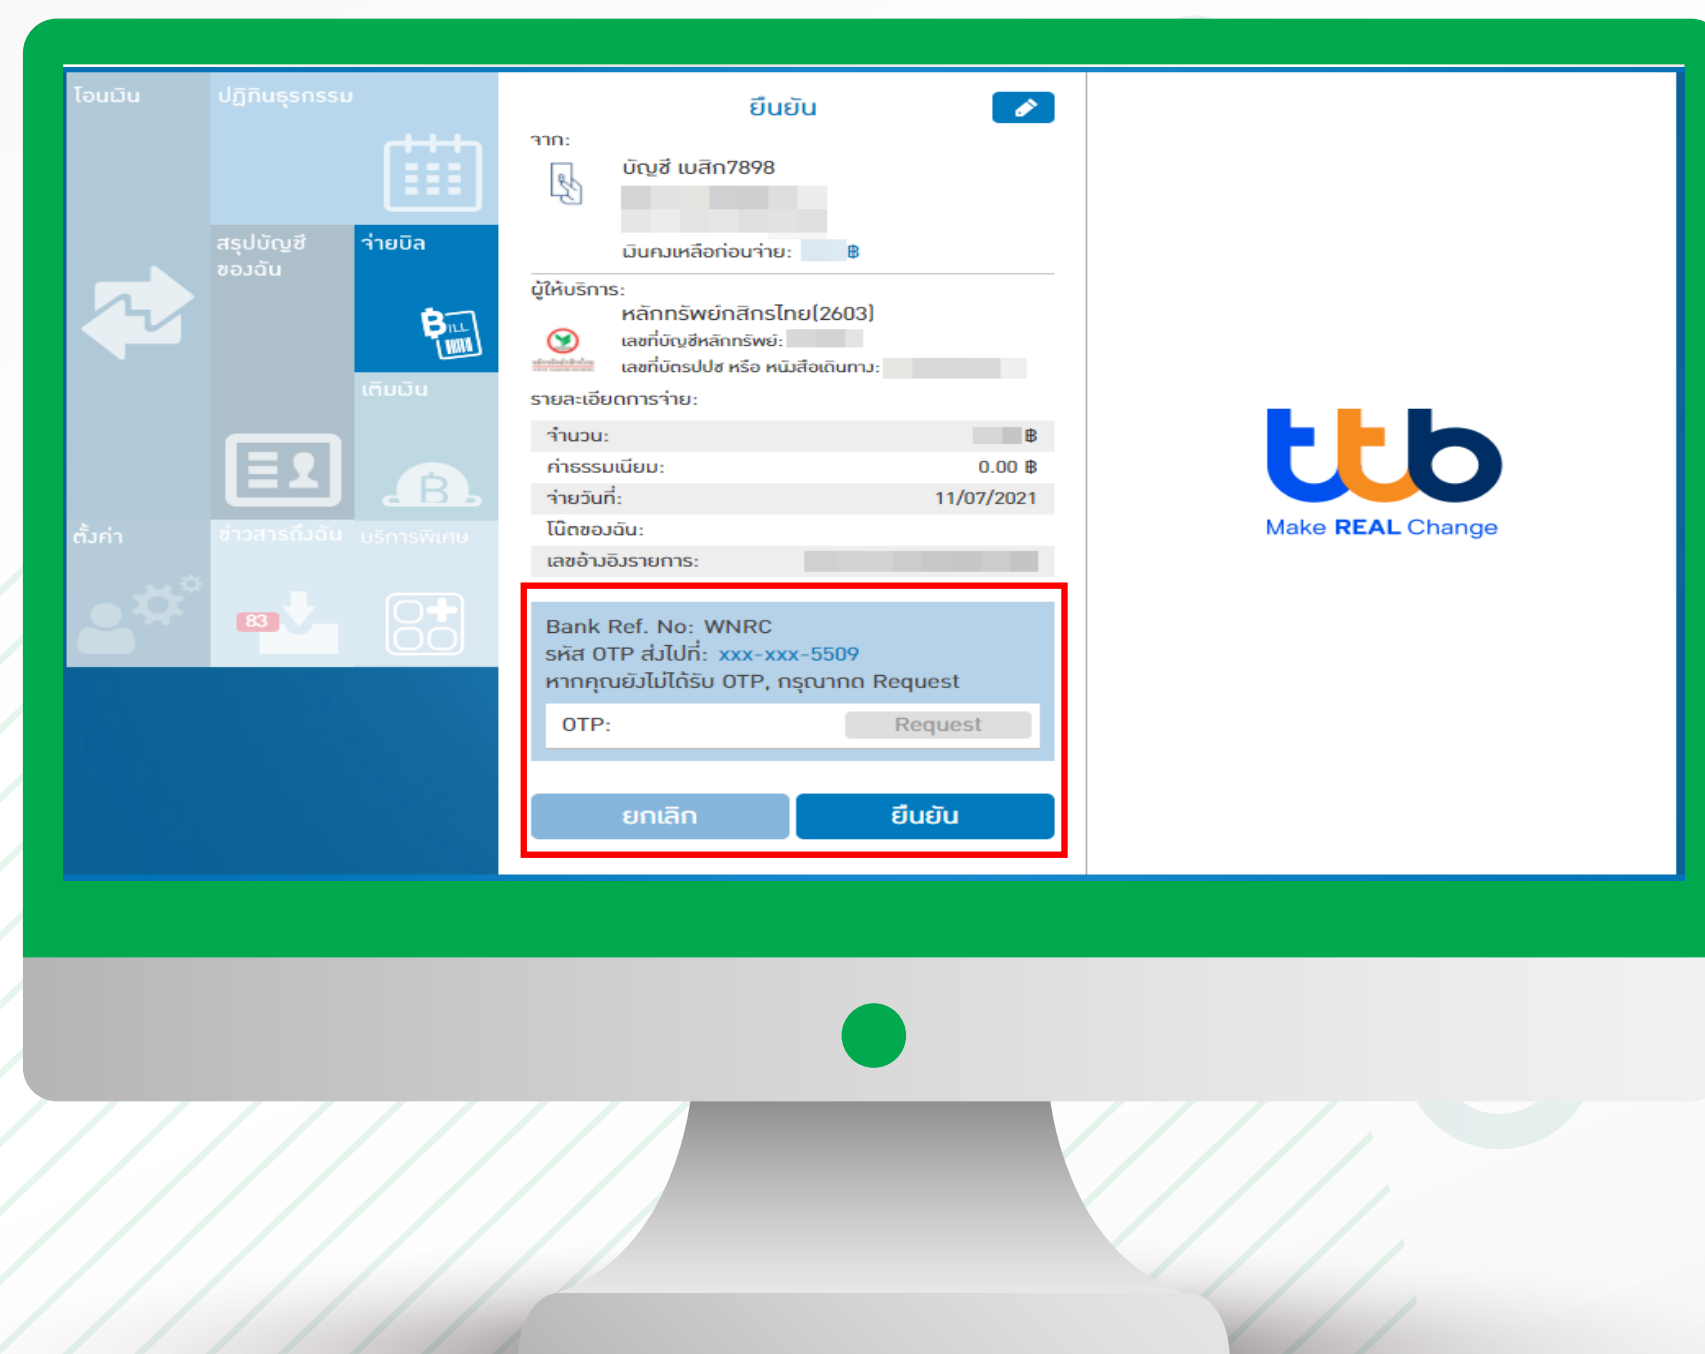 โอนเงิน
ปฏิทินธุรกรรม
สรุปบัญชี
ของฉัน
จ่ายบิล
BILL
เติมเงิน
ตั้งค่า
ข่าวสารถึงฉัน
83
บริการพิเศษ
ยืนยัน
จาก:
บัญชี เบสิก7898
เงินคงเหลือก่อนจ่าย: ฿
ผู้ให้บริการ:
หลักทรัพย์กสิกรไทย(2603)
เลขที่บัญชีหลักทรัพย์:
เลขที่บัตรปปช หรือ หนังสือเดินทาง:
รายละเอียดการจ่าย:
จำนวน: ฿
ค่าธรรมเนียม: 0.00 ฿
จ่ายวันที่: 11/07/2021
โน๊ตของฉัน:
เลขอ้างอิงรายการ:
Bank Ref. No: WNRC
รหัส OTP ส่งไปที่: xxx-xxx-5509
หากคุณยังไม่ได้รับ OTP, กรุณากด Request
OTP: Request
ยกเลิก ยืนยัน
ttb
Make REAL Change